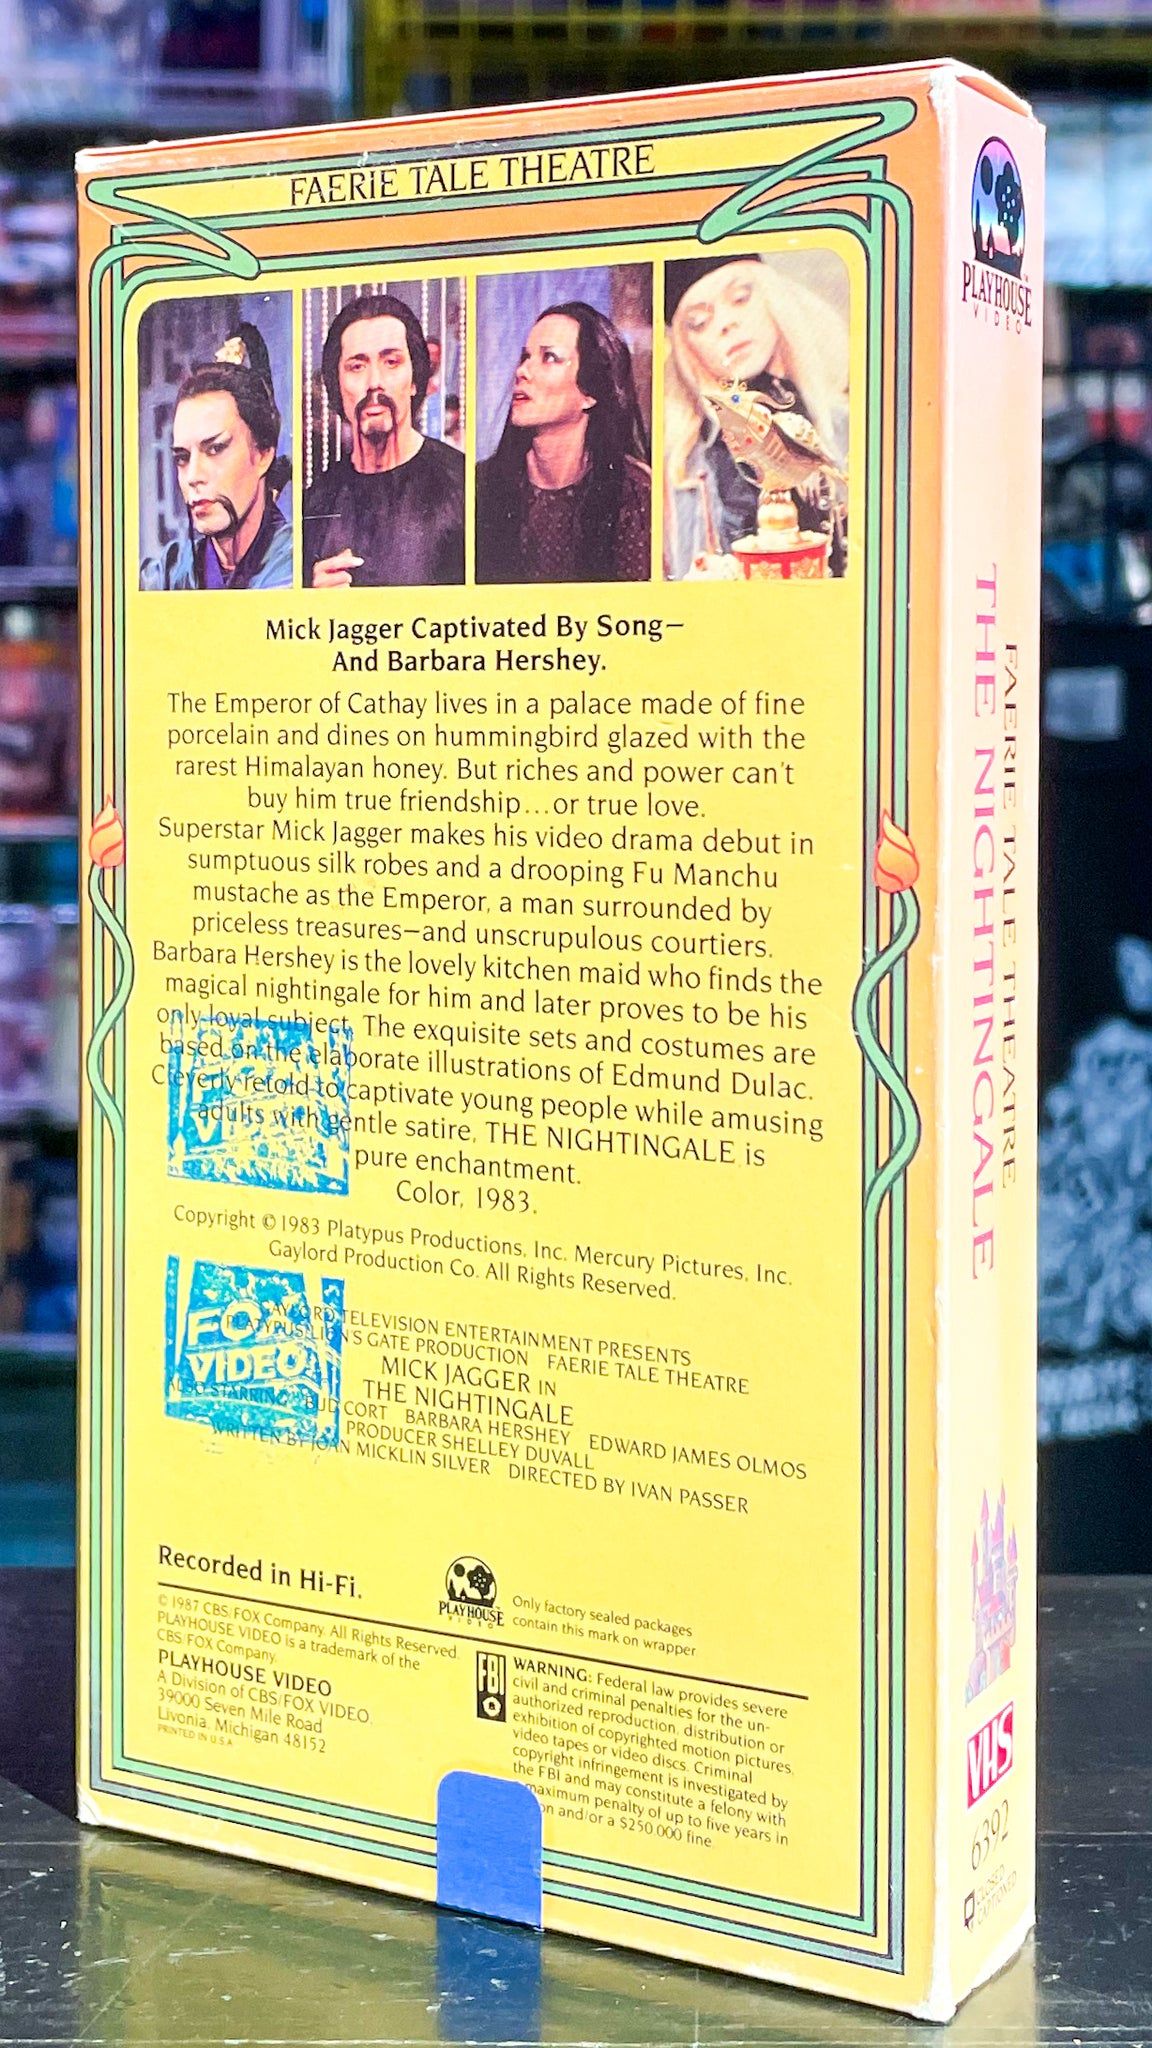 FAERIE TALE THEATRE
Mick Jagger Captivated By Song—
And Barbara Hershey.
The Emperor of Cathay lives in a palace made of fine
porcelain and dines on hummingbird glazed with the
rarest Himalayan honey. But riches and power can't
buy him true friendship...or true love.
Superstar Mick Jagger makes his video drama debut in
sumptuous silk robes and a drooping Fu Manchu
mustache as the Emperor, a man surrounded by
priceless treasures—and unscrupulous courtiers.
Barbara Hershey is the lovely kitchen maid who finds the
magical nightingale for him and later proves to be his
only loyal subject. The exquisite sets and costumes are
based on the elaborate illustrations of Edmund Dulac.
Cleverly retold to captivate young people while amusing
adults with gentle satire, THE NIGHTINGALE is
pure enchantment.
Color, 1983.
Copyright © 1983 Platypus Productions, Inc. Mercury Pictures, Inc.
Gaylord Production Co. All Rights Reserved.
GAYLORD TELEVISION ENTERTAINMENT PRESENTS
A PLATYPUS/LION'S GATE PRODUCTION FAERIE TALE THEATRE
MICK JAGGER IN
THE NIGHTINGALE
ALSO STARRING BUD CORT BARBARA HERSHEY EDWARD JAMES OLMOS
PRODUCER SHELLEY DUVALL
WRITTEN BY JOAN MICKLIN SILVER DIRECTED BY IVAN PASSER
FOX
VIDEO
Recorded in Hi-Fi.
PLAYHOUSE
VIDEO
Only factory sealed packages
contain this mark on wrapper
© 1987 CBS/FOX Company. All Rights Reserved.
PLAYHOUSE VIDEO is a trademark of the
CBS/FOX Company.
PLAYHOUSE VIDEO
A Division of CBS/FOX VIDEO,
39000 Seven Mile Road
Livonia, Michigan 48152
PRINTED IN U.S.A.
FBI
WARNING: Federal law provides severe
civil and criminal penalties for the un-
authorized reproduction, distribution or
exhibition of copyrighted motion pictures,
video tapes or video discs. Criminal
copyright infringement is investigated by
the FBI and may constitute a felony with
maximum penalty of up to five years in
on and/or a $250,000 fine.
PLAYHOUSE
VIDEO
FAERIE TALE THEATRE
THE NIGHTINGALE
VHS
6392
CLOSED
CAPTIONED